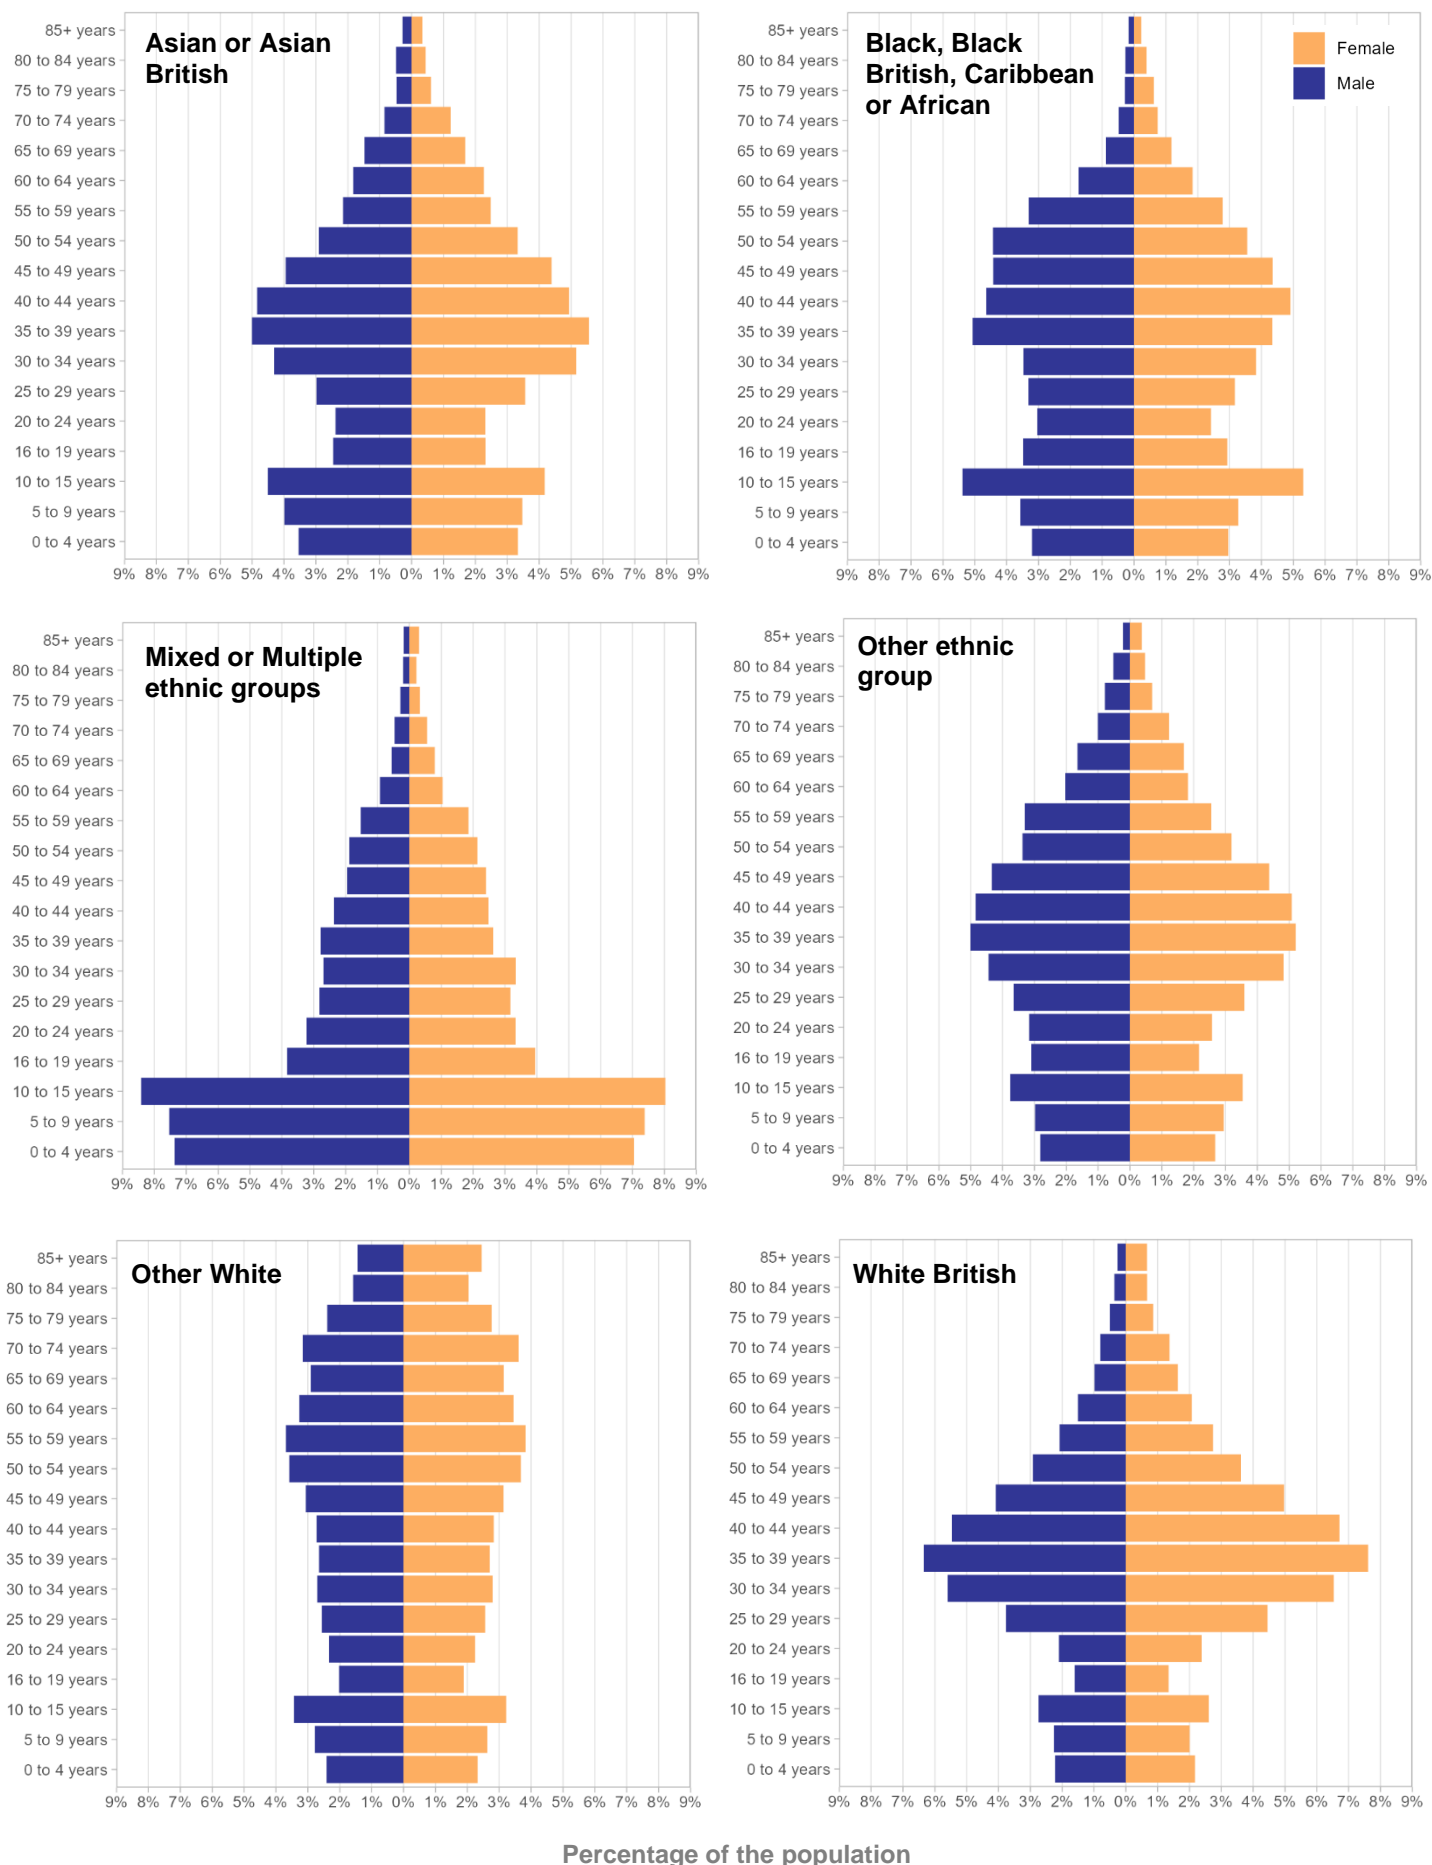 Asian or Asian
British
85+ years
80 to 84 years
75 to 79 years
70 to 74 years
65 to 69 years
60 to 64 years
55 to 59 years
50 to 54 years
45 to 49 years
40 to 44 years
35 to 39 years
30 to 34 years
25 to 29 years
20 to 24 years
16 to 19 years
10 to 15 years
5 to 9 years
0 to 4 years
9% 8% 7% 6% 5% 4% 3% 2% 1% 0% 1% 2% 3% 4% 5% 6% 7% 8% 9%
Black, Black
British, Caribbean
or African
Female
Male
85+ years
80 to 84 years
75 to 79 years
70 to 74 years
65 to 69 years
60 to 64 years
55 to 59 years
50 to 54 years
45 to 49 years
40 to 44 years
35 to 39 years
30 to 34 years
25 to 29 years
20 to 24 years
16 to 19 years
10 to 15 years
5 to 9 years
0 to 4 years
9% 8% 7% 6% 5% 4% 3% 2% 1% 0% 1% 2% 3% 4% 5% 6% 7% 8% 9%
Mixed or Multiple
ethnic groups
85+ years
80 to 84 years
75 to 79 years
70 to 74 years
65 to 69 years
60 to 64 years
55 to 59 years
50 to 54 years
45 to 49 years
40 to 44 years
35 to 39 years
30 to 34 years
25 to 29 years
20 to 24 years
16 to 19 years
10 to 15 years
5 to 9 years
0 to 4 years
9% 8% 7% 6% 5% 4% 3% 2% 1% 0% 1% 2% 3% 4% 5% 6% 7% 8% 9%
Other ethnic
group
85+ years
80 to 84 years
75 to 79 years
70 to 74 years
65 to 69 years
60 to 64 years
55 to 59 years
50 to 54 years
45 to 49 years
40 to 44 years
35 to 39 years
30 to 34 years
25 to 29 years
20 to 24 years
16 to 19 years
10 to 15 years
5 to 9 years
0 to 4 years
9% 8% 7% 6% 5% 4% 3% 2% 1% 0% 1% 2% 3% 4% 5% 6% 7% 8% 9%
Other White
85+ years
80 to 84 years
75 to 79 years
70 to 74 years
65 to 69 years
60 to 64 years
55 to 59 years
50 to 54 years
45 to 49 years
40 to 44 years
35 to 39 years
30 to 34 years
25 to 29 years
20 to 24 years
16 to 19 years
10 to 15 years
5 to 9 years
0 to 4 years
9% 8% 7% 6% 5% 4% 3% 2% 1% 0% 1% 2% 3% 4% 5% 6% 7% 8% 9%
White British
85+ years
80 to 84 years
75 to 79 years
70 to 74 years
65 to 69 years
60 to 64 years
55 to 59 years
50 to 54 years
45 to 49 years
40 to 44 years
35 to 39 years
30 to 34 years
25 to 29 years
20 to 24 years
16 to 19 years
10 to 15 years
5 to 9 years
0 to 4 years
9% 8% 7% 6% 5% 4% 3% 2% 1% 0% 1% 2% 3% 4% 5% 6% 7% 8% 9%
Percentage of the population